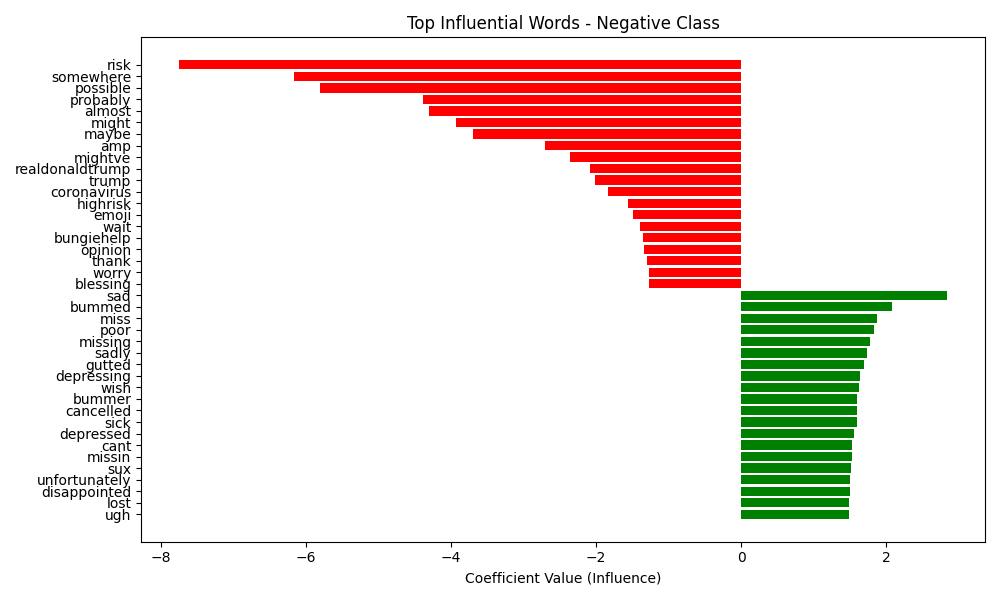 Top Influential Words - Negative Class
risk
somewhere
possible
probably
almost
might
maybe
amp
mightve
realdonaldtrump
trump
coronavirus
highrisk
emoji
wait
bungiehelp
opinion
thank
worry
blessing
sad
bummed
miss
poor
missing
sadly
gutted
depressing
wish
bummer
cancelled
sick
depressed
cant
missin
sux
unfortunately
disappointed
lost
ugh
−8 −6 −4 −2 0 2
Coefficient Value (Influence)